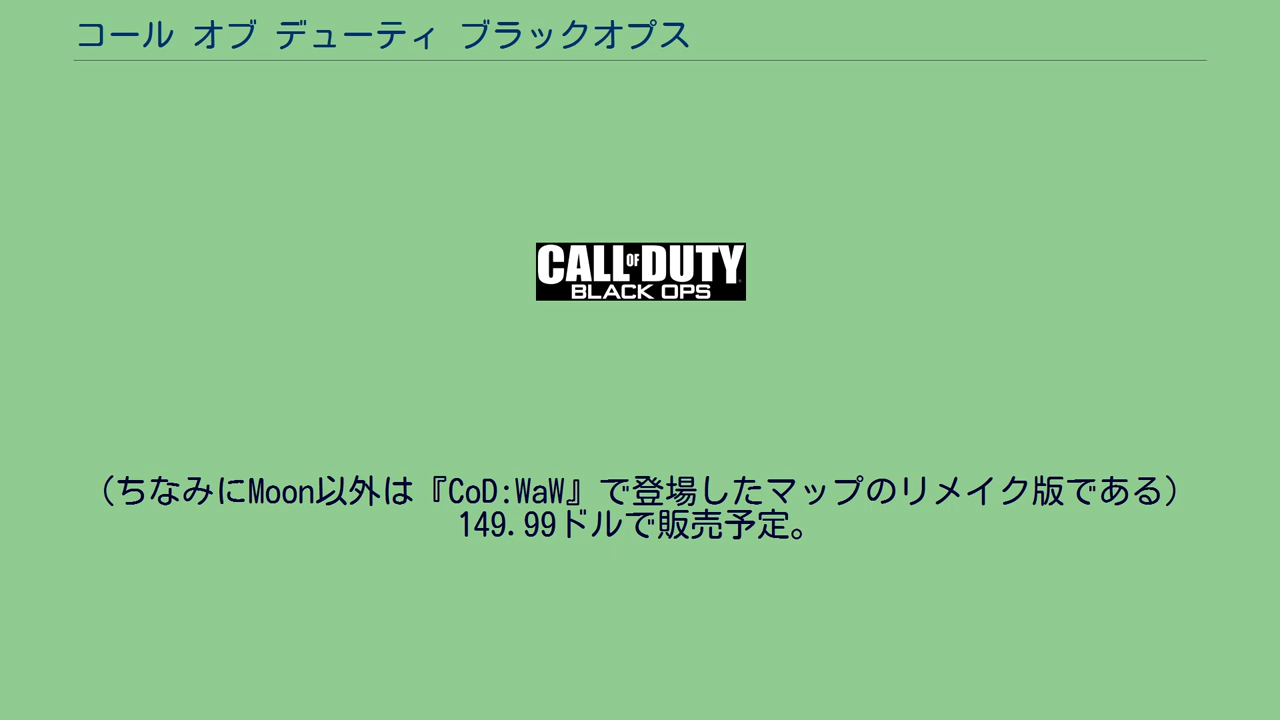 コール オブ デューティ ブラックオプス
CALL OF DUTY
BLACK OPS
(ちなみにMoon以外は『CoD:WaW』で登場したマップのリメイク版である)
149.99ドルで販売予定。